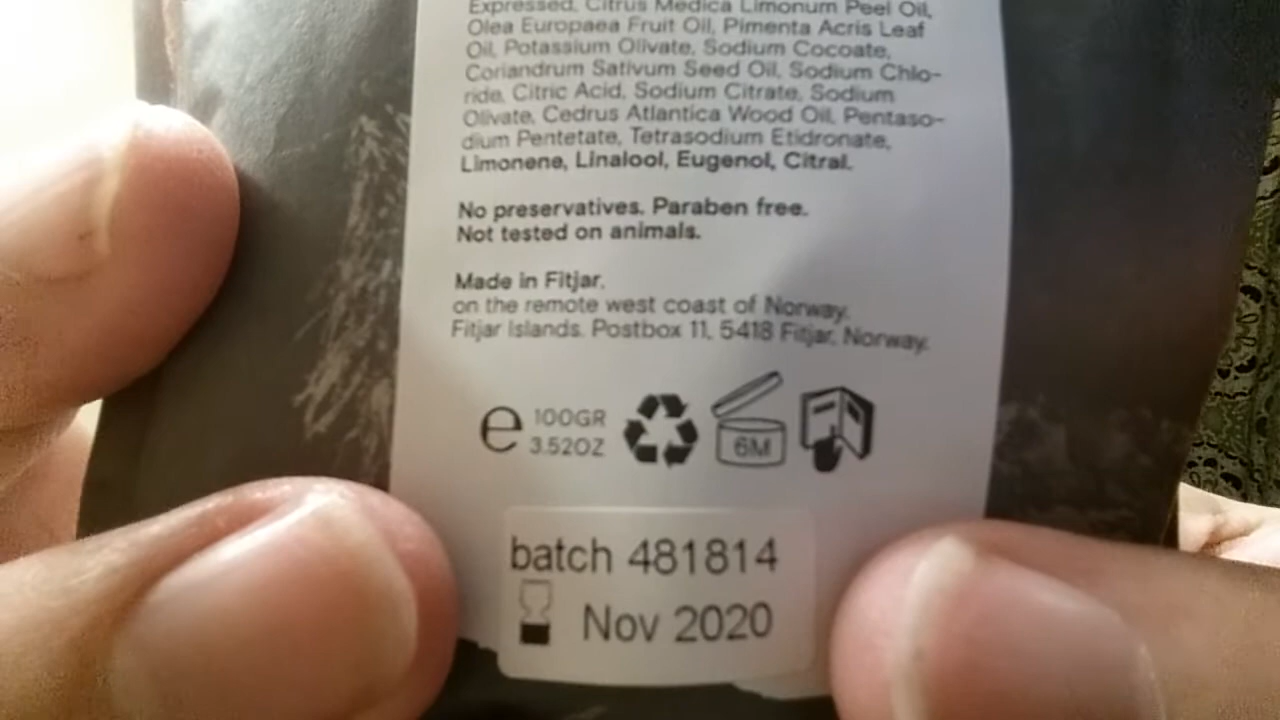 Expressed, Citrus Medica Limonum Peel Oil,
Olea Europaea Fruit Oil, Pimenta Acris Leaf
Oil, Potassium Olivate, Sodium Cocoate,
Coriandrum Sativum Seed Oil, Sodium Chlo-
ride, Citric Acid, Sodium Citrate, Sodium
Olivate, Cedrus Atlantica Wood Oil, Pentaso-
dium Pentetate, Tetrasodium Etidronate,
Limonene, Linalool, Eugenol, Citral.
No preservatives. Paraben free.
Not tested on animals.
Made in Fitjar,
on the remote west coast of Norway.
Fitjar Islands. Postbox 11, 5418 Fitjar, Norway.
e 100GR
3.52OZ
6M
batch 481814
Nov 2020